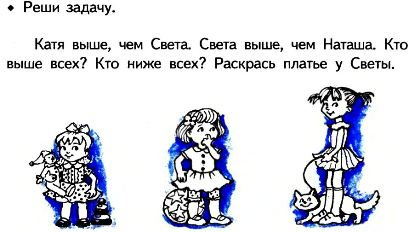 • Реши задачу.
Катя выше, чем Света. Света выше, чем Наташа. Кто
выше всех? Кто ниже всех? Раскрась платье у Светы.